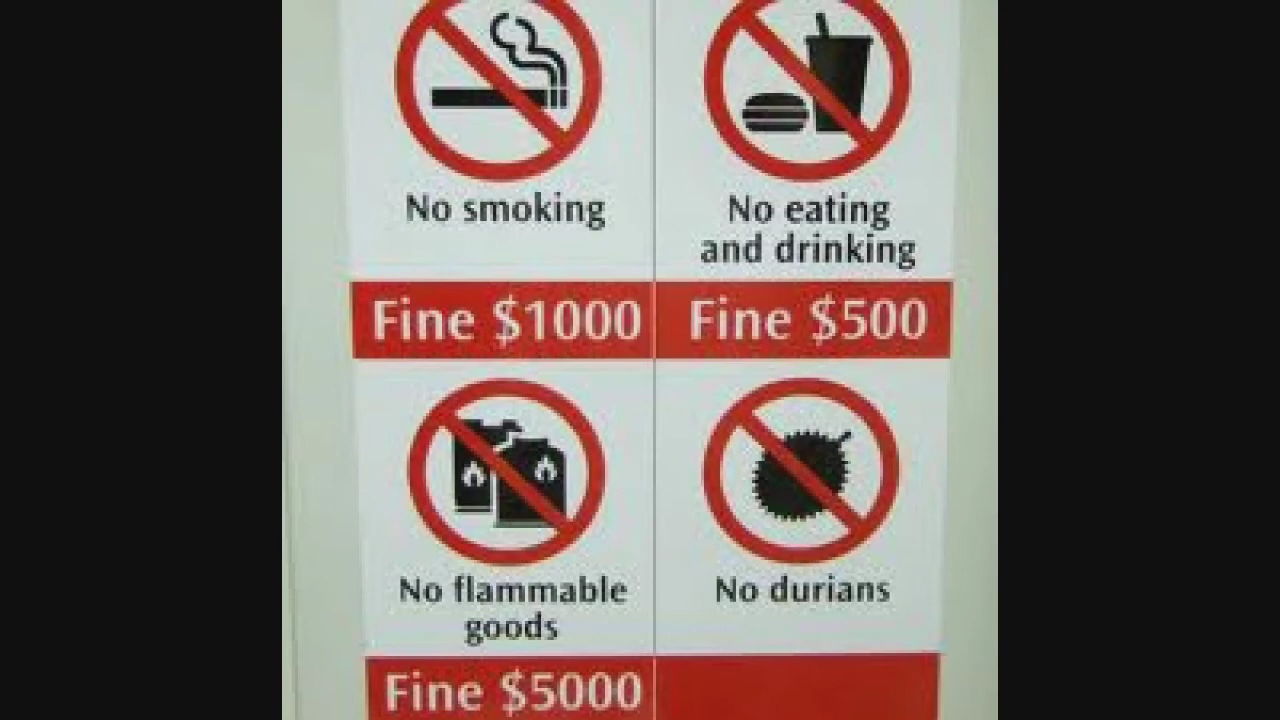 No smoking
No eating
and drinking
Fine $1000
Fine $500
No flammable
goods
No durians
Fine $5000